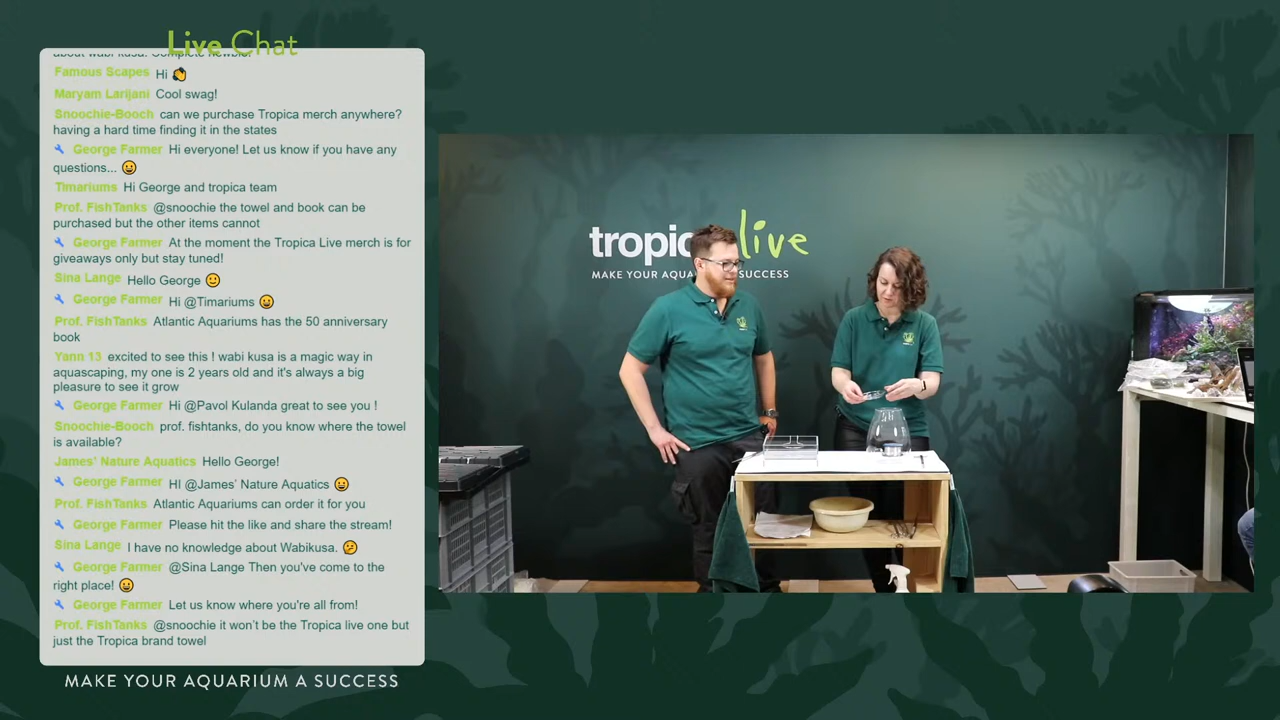 Live Chat
about wabi kusa. Complete newbie.
Famous Scapes Hi
Maryam Larijani Cool swag!
Snoochie-Booch can we purchase Tropica merch anywhere?
having a hard time finding it in the states
George Farmer Hi everyone! Let us know if you have any
questions...
Timariums Hi George and tropica team
Prof. FishTanks @snoochie the towel and book can be
purchased but the other items cannot
George Farmer At the moment the Tropica Live merch is for
giveaways only but stay tuned!
Sina Lange Hello George
George Farmer Hi @Timariums
Prof. FishTanks Atlantic Aquariums has the 50 anniversary
book
Yann 13 excited to see this ! wabi kusa is a magic way in
aquascaping, my one is 2 years old and it's always a big
pleasure to see it grow
George Farmer Hi @Pavol Kulanda great to see you !
Snoochie-Booch prof. fishtanks, do you know where the towel
is available?
James' Nature Aquatics Hello George!
George Farmer HI @James' Nature Aquatics
Prof. FishTanks Atlantic Aquariums can order it for you
George Farmer Please hit the like and share the stream!
Sina Lange I have no knowledge about Wabikusa.
George Farmer @Sina Lange Then you've come to the
right place!
George Farmer Let us know where you're all from!
Prof. FishTanks @snoochie it won't be the Tropica live one but
just the Tropica brand towel
MAKE YOUR AQUARIUM A SUCCESS
tropic live
MAKE YOUR AQUA SUCCESS